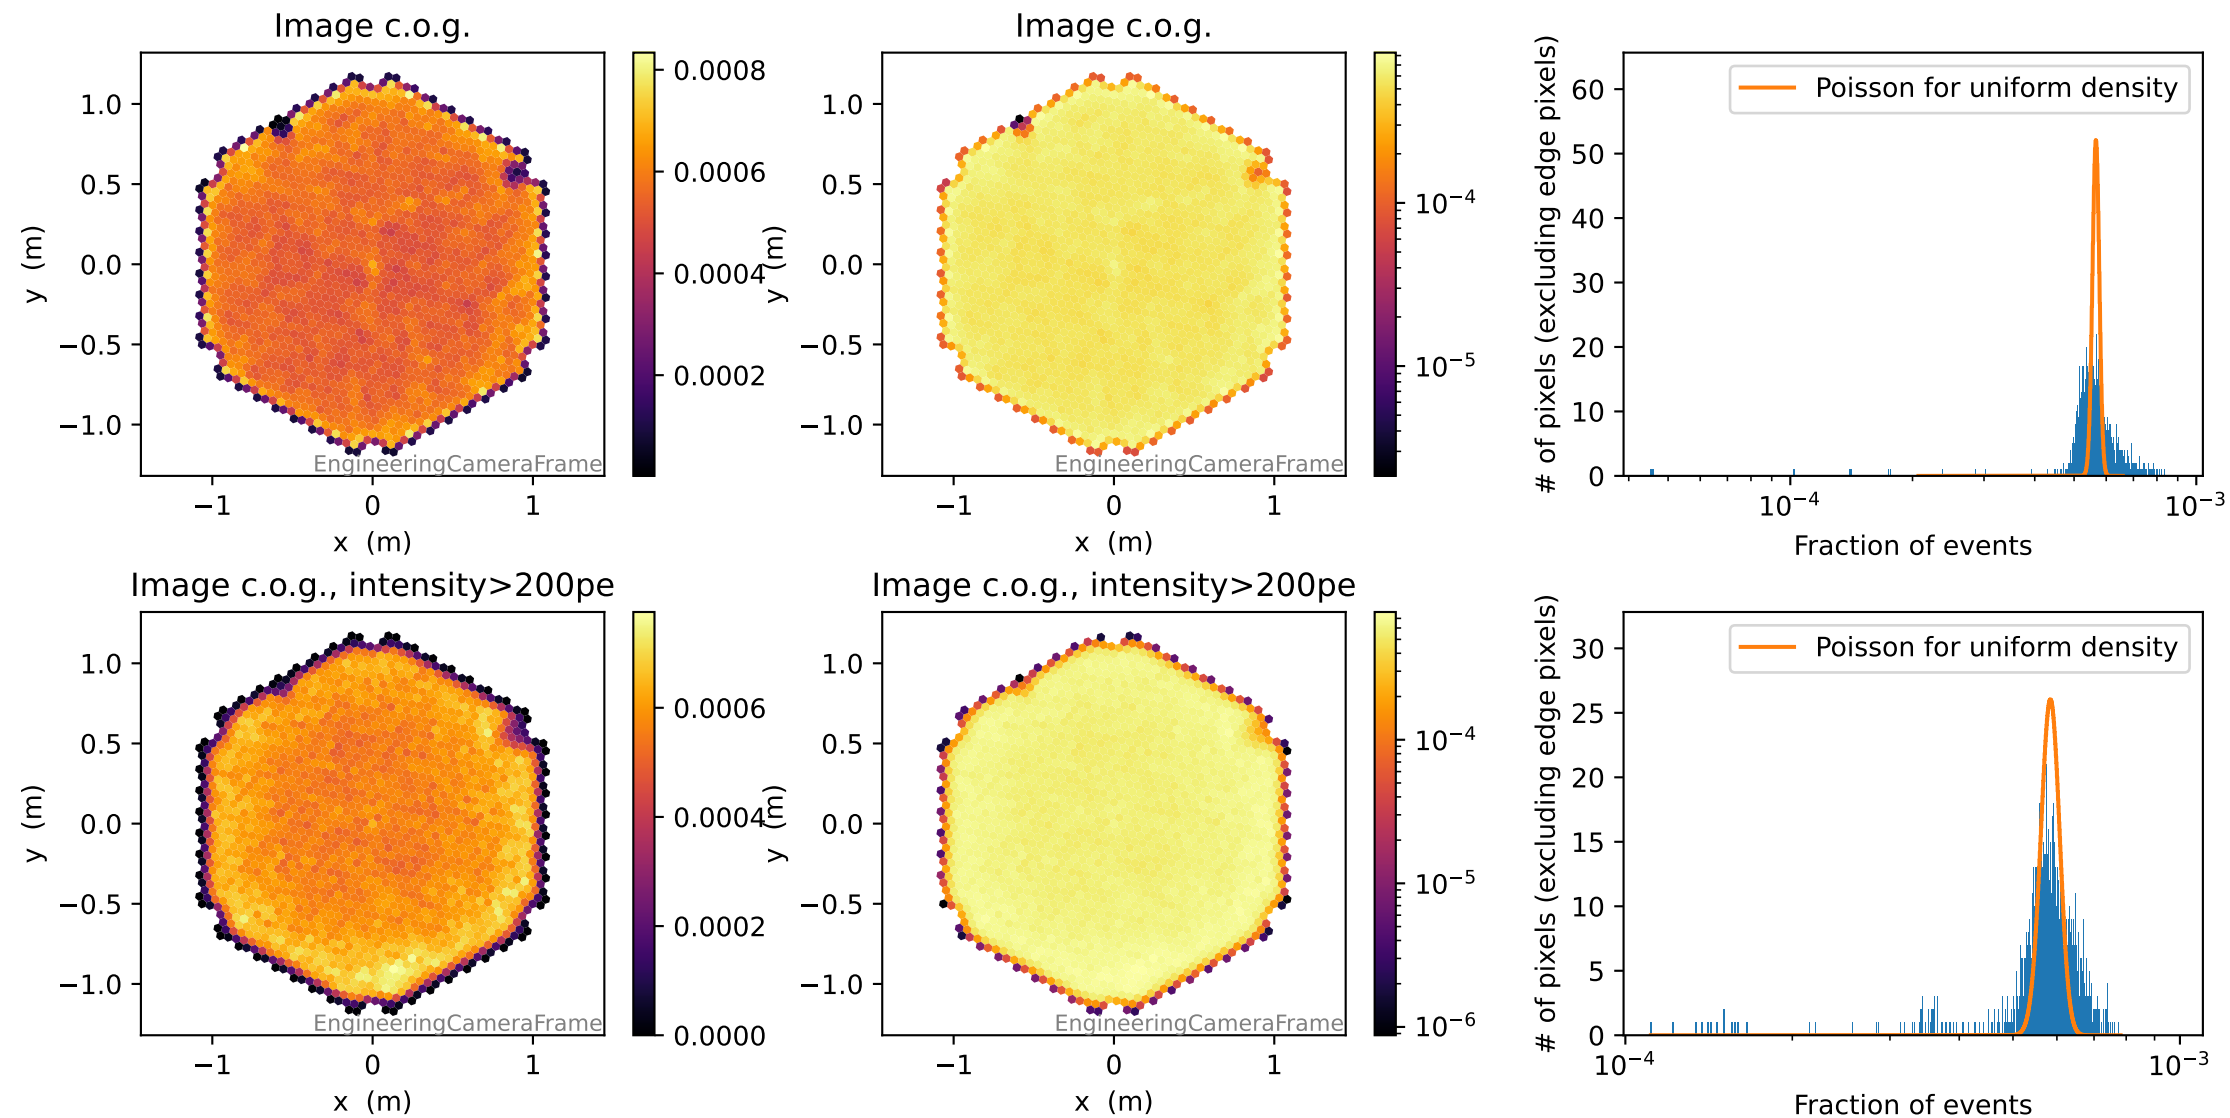 Image c.o.g.
1.0
0.5
0.0
−0.5
−1.0
y (m)
−1
0
1
x (m)
EngineeringCameraFrame
0.0008
0.0006
0.0004
0.0002
Image c.o.g.
1.0
0.5
0.0
−0.5
−1.0
y (m)
−1
0
1
x (m)
EngineeringCameraFrame
10⁻⁴
10⁻⁵
# of pixels (excluding edge pixels)
60
50
40
30
20
10
0
Poisson for uniform density
10⁻⁴
10⁻³
Fraction of events
Image c.o.g., intensity>200pe
1.0
0.5
0.0
−0.5
−1.0
y (m)
−1
0
1
x (m)
EngineeringCameraFrame
0.0006
0.0004
0.0002
0.0000
Image c.o.g., intensity>200pe
1.0
0.5
0.0
−0.5
−1.0
y (m)
−1
0
1
x (m)
EngineeringCameraFrame
10⁻⁴
10⁻⁵
10⁻⁶
# of pixels (excluding edge pixels)
30
25
20
15
10
5
0
Poisson for uniform density
10⁻⁴
10⁻³
Fraction of events